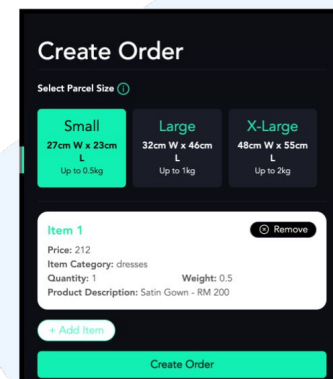 Create Order
Select Parcel Size
Small
27cm W x 23cm
L
Up to 0.5kg
Large
32cm W x 46cm
L
Up to 1kg
X-Large
48cm W x 55cm
L
Up to 2kg
Item 1
Remove
Price: 212
Item Category: dresses
Quantity: 1 Weight: 0.5
Product Description: Satin Gown - RM 200
+ Add Item
Create Order